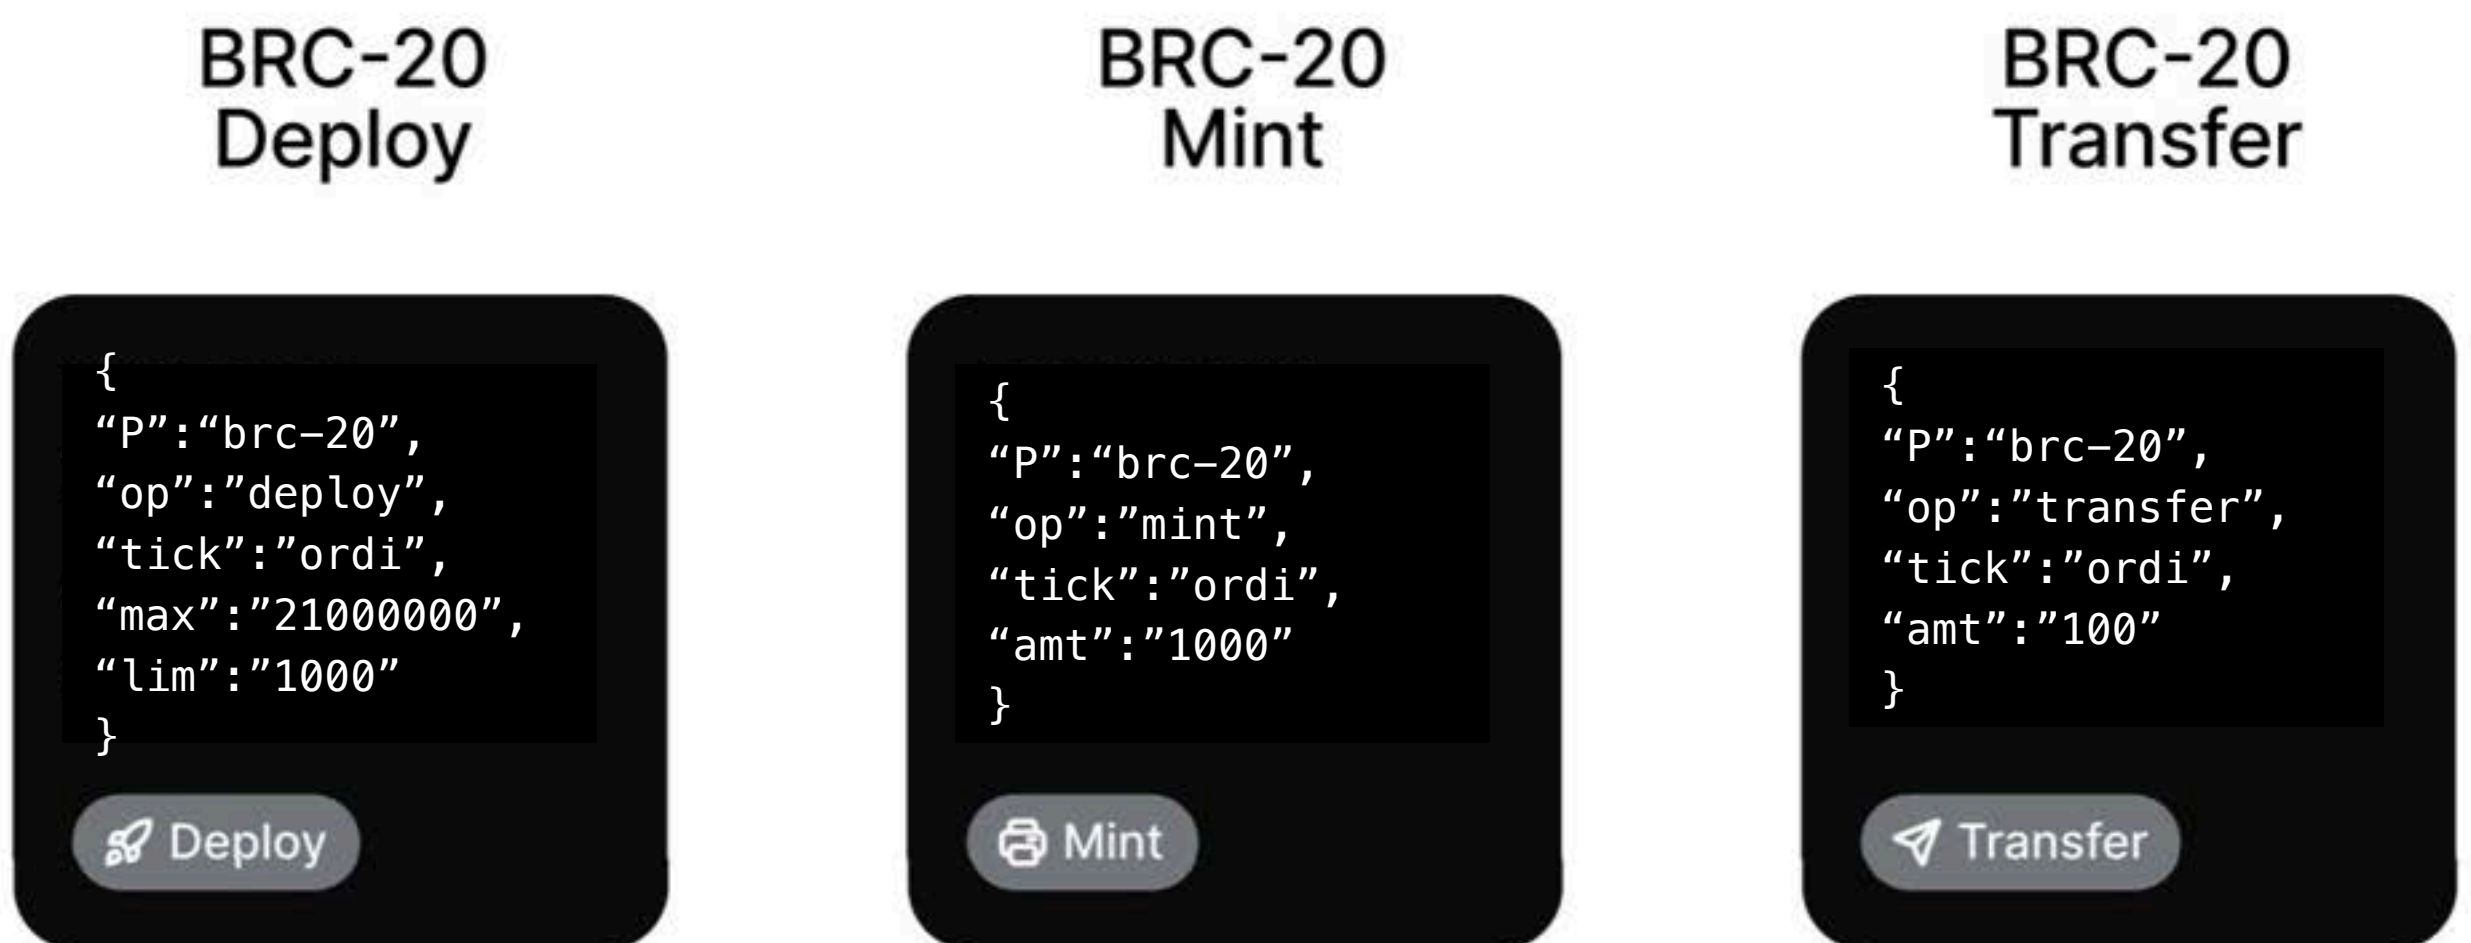 BRC-20
Deploy
{
“P”:“brc–20”,
“op”:”deploy”,
“tick”:”ordi”,
“max”:”21000000”,
“lim”:”1000”
}
Deploy
BRC-20
Mint
{
“P”:“brc–20”,
“op”:”mint”,
“tick”:”ordi”,
“amt”:”1000”
}
Mint
BRC-20
Transfer
{
“P”:“brc–20”,
“op”:”transfer”,
“tick”:”ordi”,
“amt”:”100”
}
Transfer